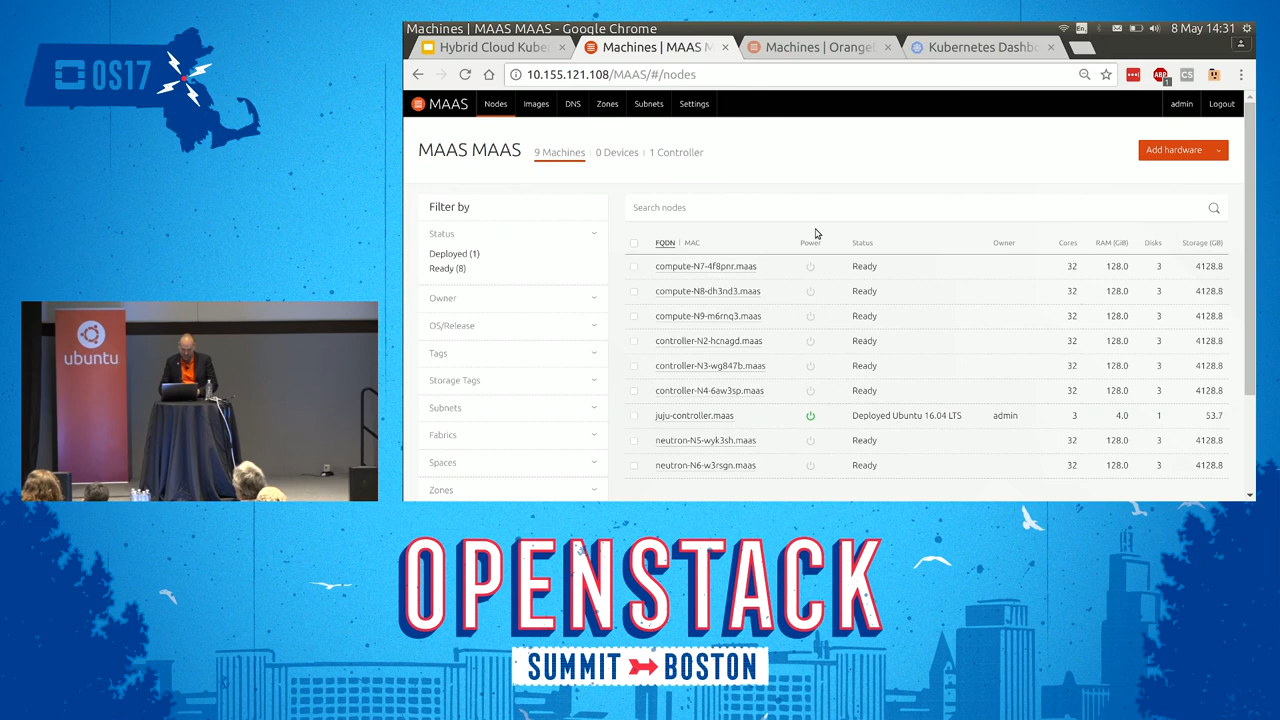 OS17
ubuntu
Machines | MAAS MAAS - Google Chrome
En
8 May 14:31
Hybrid Cloud Kube
Machines | MAAS M
Machines | Orange
Kubernetes Dashb
10.155.121.108/MAAS/#/nodes
ABP
1
CS
MAAS
Nodes
Images
DNS
Zones
Subnets
Settings
admin
Logout
MAAS MAAS
9 Machines
0 Devices
1 Controller
Add hardware
Filter by
Status
Deployed (1)
Ready (8)
Owner
OS/Release
Tags
Storage Tags
Subnets
Fabrics
Spaces
Zones
Search nodes
FQDN | MAC Power Status Owner Cores RAM (GiB) Disks Storage (GB)
compute-N7-4f8pnr.maas Ready 32 128.0 3 4128.8
compute-N8-dh3nd3.maas Ready 32 128.0 3 4128.8
compute-N9-m6rnq3.maas Ready 32 128.0 3 4128.8
controller-N2-hcnagd.maas Ready 32 128.0 3 4128.8
controller-N3-wg847b.maas Ready 32 128.0 3 4128.8
controller-N4-6aw3sp.maas Ready 32 128.0 3 4128.8
juju-controller.maas Deployed Ubuntu 16.04 LTS admin 3 4.0 1 53.7
neutron-N5-wyk3sh.maas Ready 32 128.0 3 4128.8
neutron-N6-w3rsgn.maas Ready 32 128.0 3 4128.8
OPENSTACK
SUMMIT BOSTON